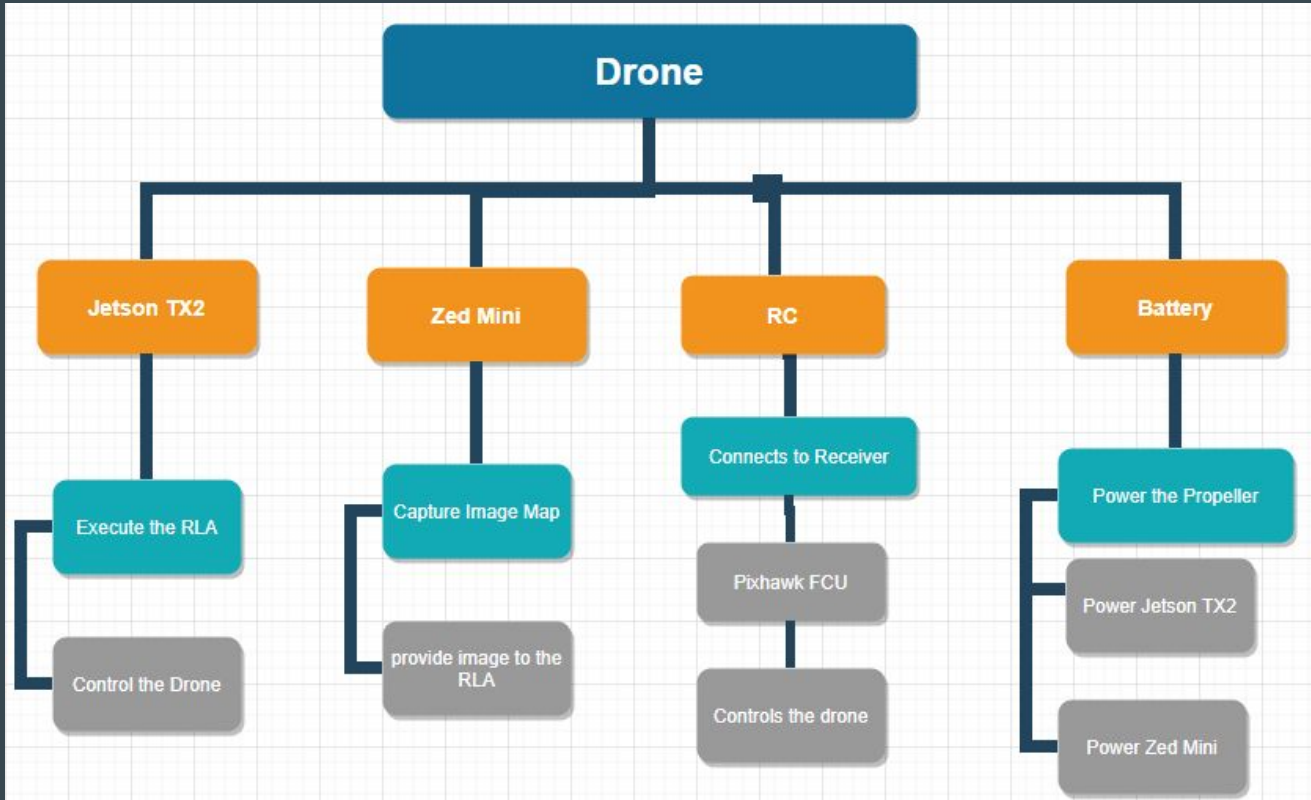 Drone
Jetson TX2
Zed Mini
RC
Battery
Execute the RLA
Capture Image Map
Connects to Receiver
Power the Propeller
Control the Drone
provide image to the
RLA
Pixhawk FCU
Controls the drone
Power Jetson TX2
Power Zed Mini